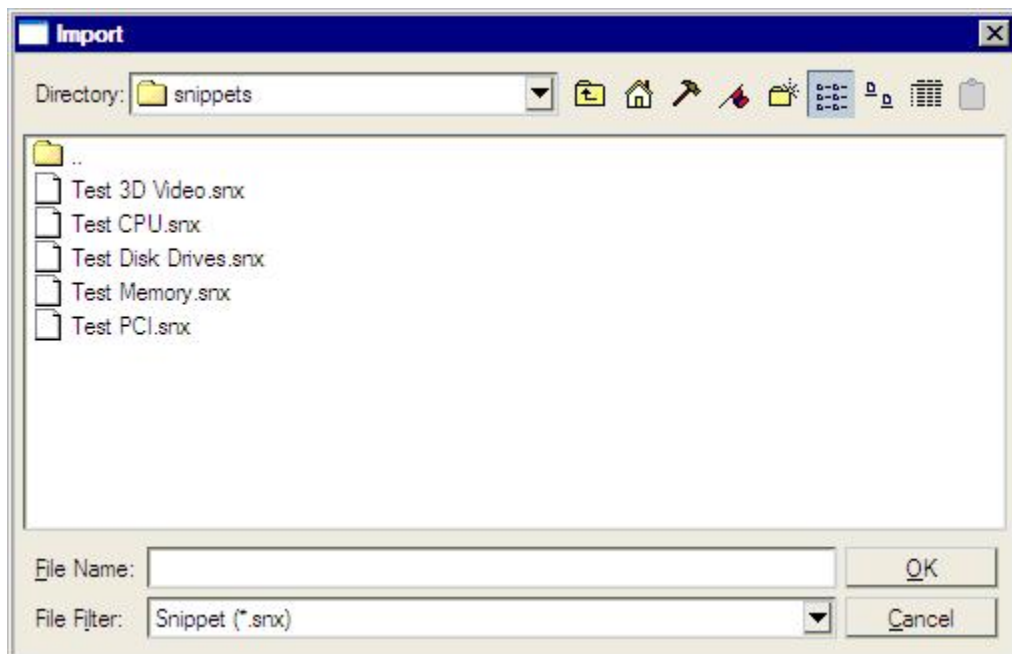 Import
Directory: snippets
..
Test 3D Video.snx
Test CPU.snx
Test Disk Drives.snx
Test Memory.snx
Test PCI.snx
File Name: OK
File Filter: Snippet (*.snx) Cancel